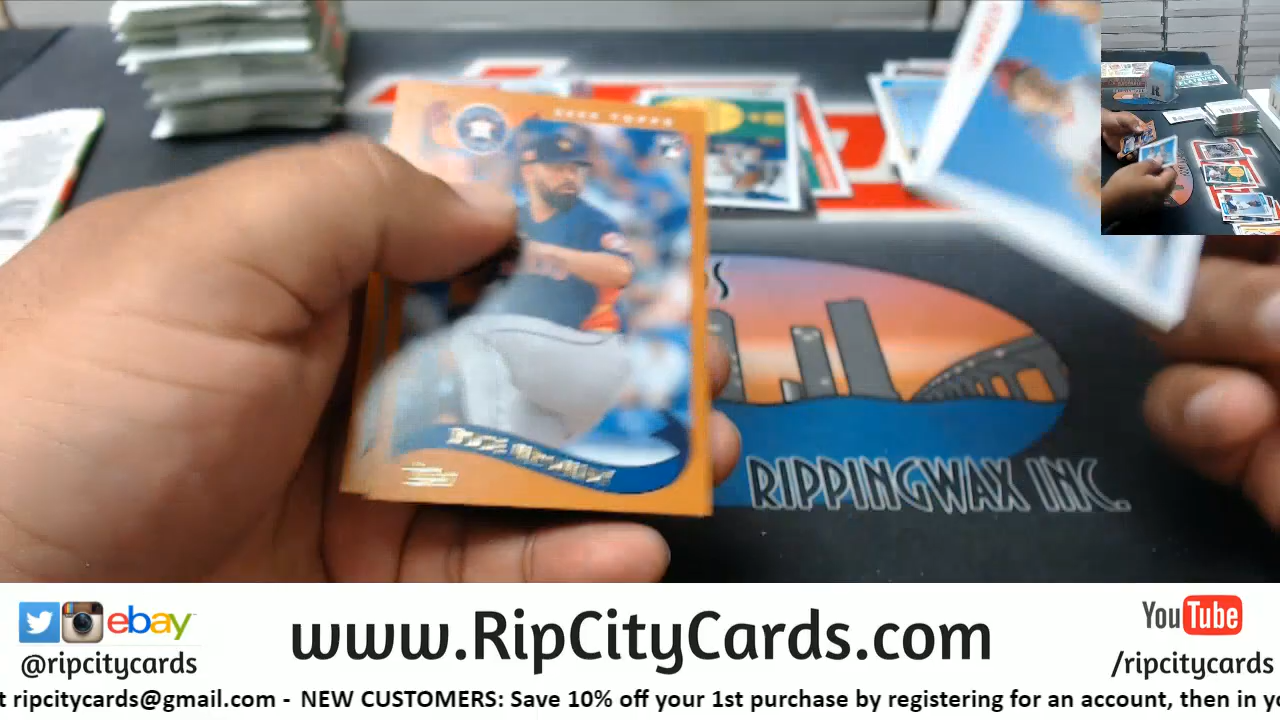 RIPPINGWAX INC.
ebay
www.RipCityCards.com
YouTube
@ripcitycards
/ripcitycards
t ripcitycards@gmail.com - NEW CUSTOMERS: Save 10% off your 1st purchase by registering for an account, then in yo